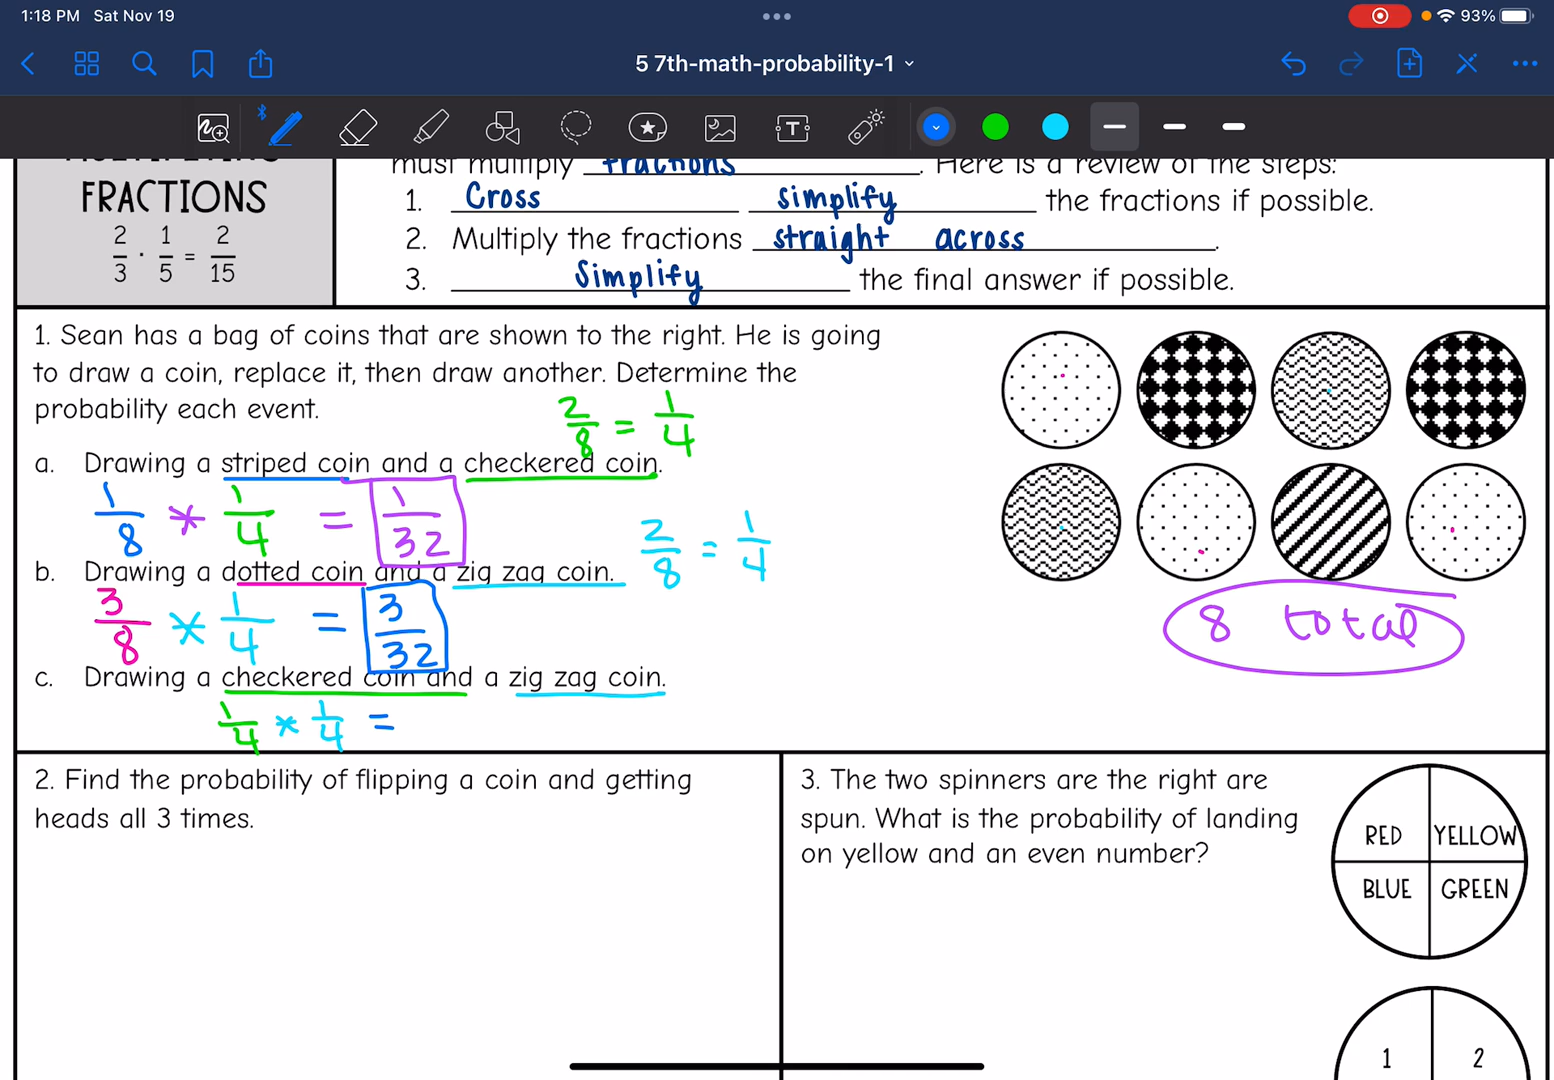 1:18 PM Sat Nov 19
93%
5 7th-math-probability-1
FRACTIONS
2/3 · 1/5 = 2/15
must multiply fractions. Here is a review of the steps:
1. Cross simplify the fractions if possible.
2. Multiply the fractions straight across.
3. Simplify the final answer if possible.
1. Sean has a bag of coins that are shown to the right. He is going
to draw a coin, replace it, then draw another. Determine the
probability each event.
2/8 = 1/4
a. Drawing a striped coin and a checkered coin.
1/8 * 1/4 = 1/32
2/8 = 1/4
b. Drawing a dotted coin and a zig zag coin.
3/8 * 1/4 = 3/32
8 total
c. Drawing a checkered coin and a zig zag coin.
1/4 * 1/4 =
2. Find the probability of flipping a coin and getting
heads all 3 times.
3. The two spinners are the right are
spun. What is the probability of landing
on yellow and an even number?
RED YELLOW
BLUE GREEN
1 2